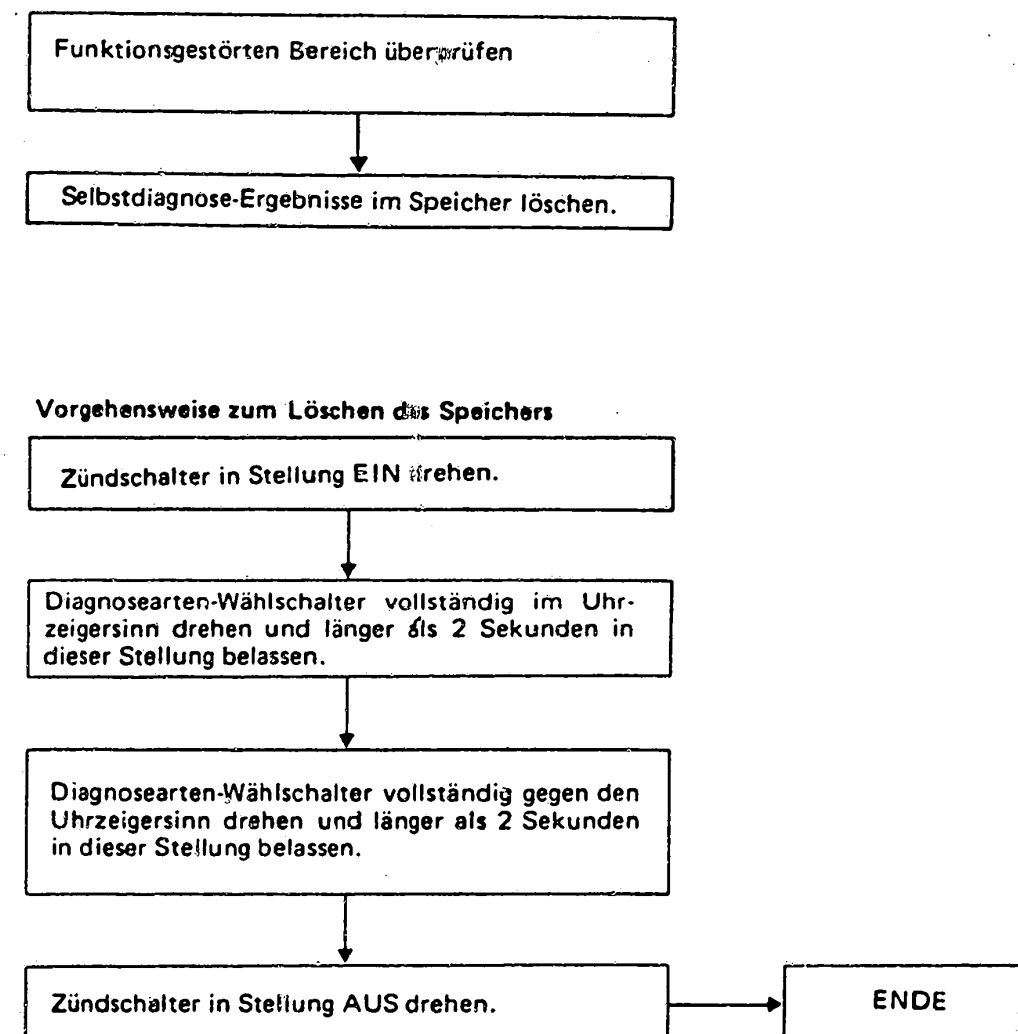 Funktionsgestörten Bereich überprüfen
Selbstdiagnose-Ergebnisse im Speicher löschen.
Vorgehensweise zum Löschen des Speichers
Zündschalter in Stellung EIN drehen.
Diagnosearten-Wählschalter vollständig im Uhr-
zeigersinn drehen und länger als 2 Sekunden in
dieser Stellung belassen.
Diagnosearten-Wählschalter vollständig gegen den
Uhrzeigersinn drehen und länger als 2 Sekunden
in dieser Stellung belassen.
Zündschalter in Stellung AUS drehen.
ENDE